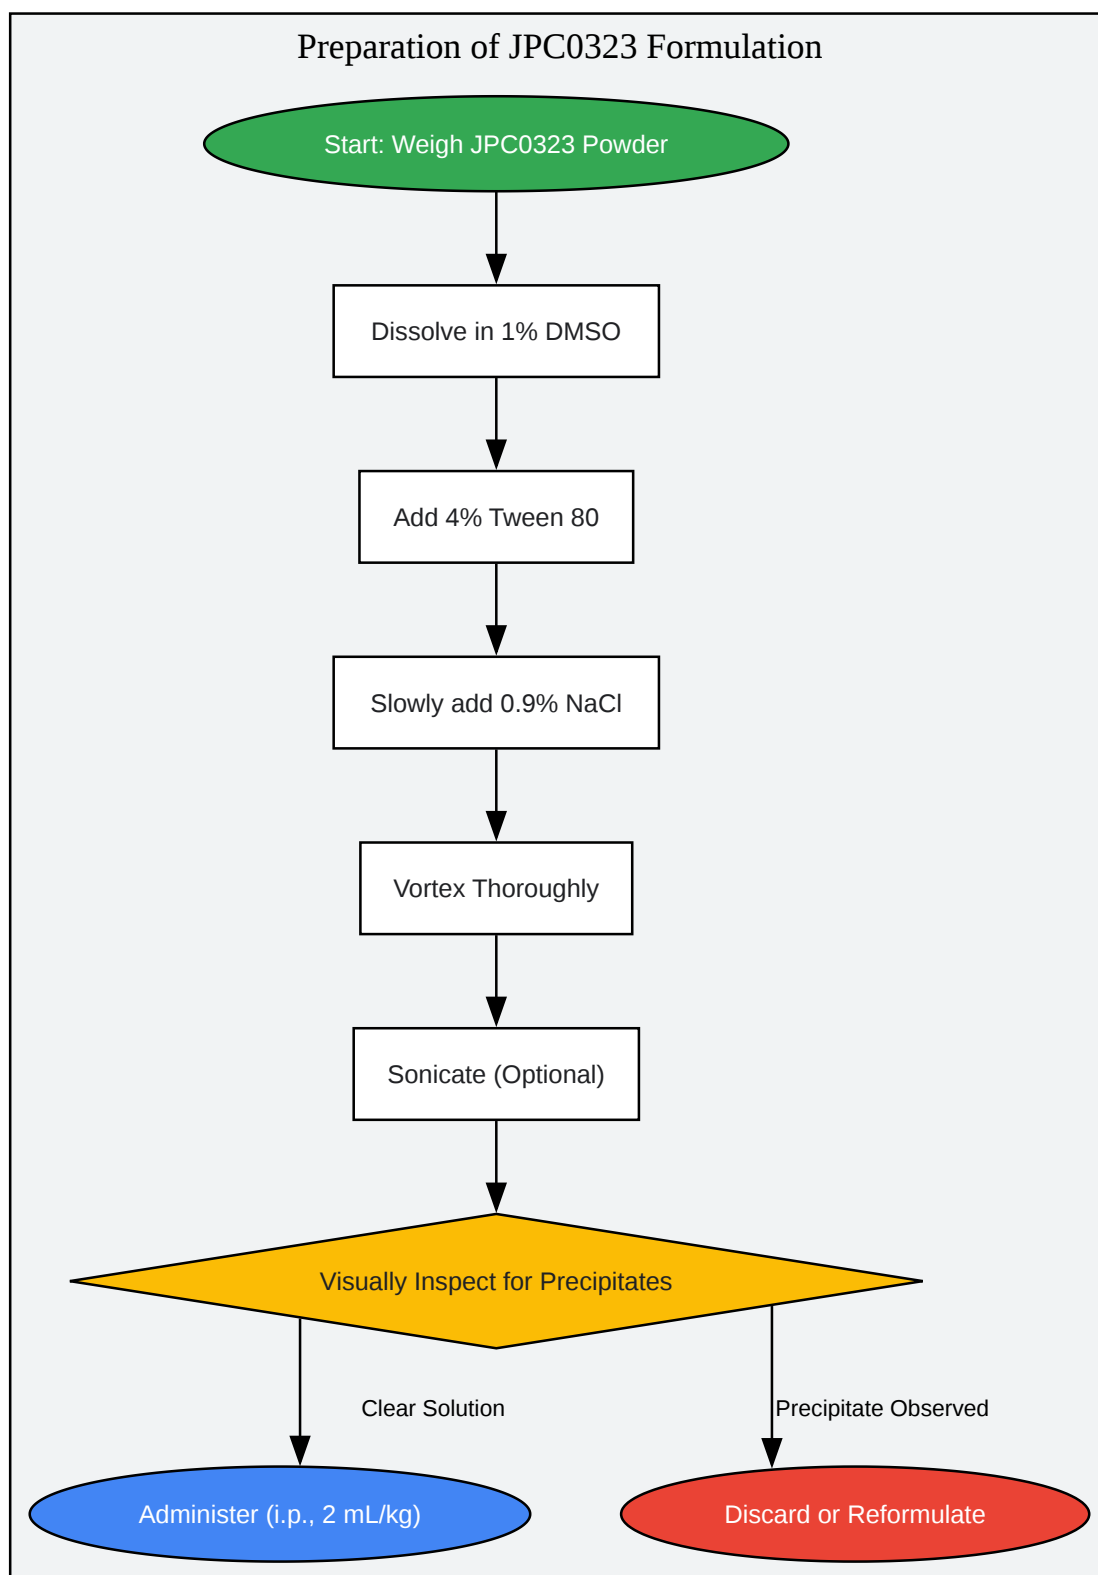 Preparation of JPC0323 Formulation
Start: Weigh JPC0323 Powder
Dissolve in 1% DMSO
Add 4% Tween 80
Slowly add 0.9% NaCl
Vortex Thoroughly
Sonicate (Optional)
Visually Inspect for Precipitates
Clear Solution
Precipitate Observed
Administer (i.p., 2 mL/kg)
Discard or Reformulate